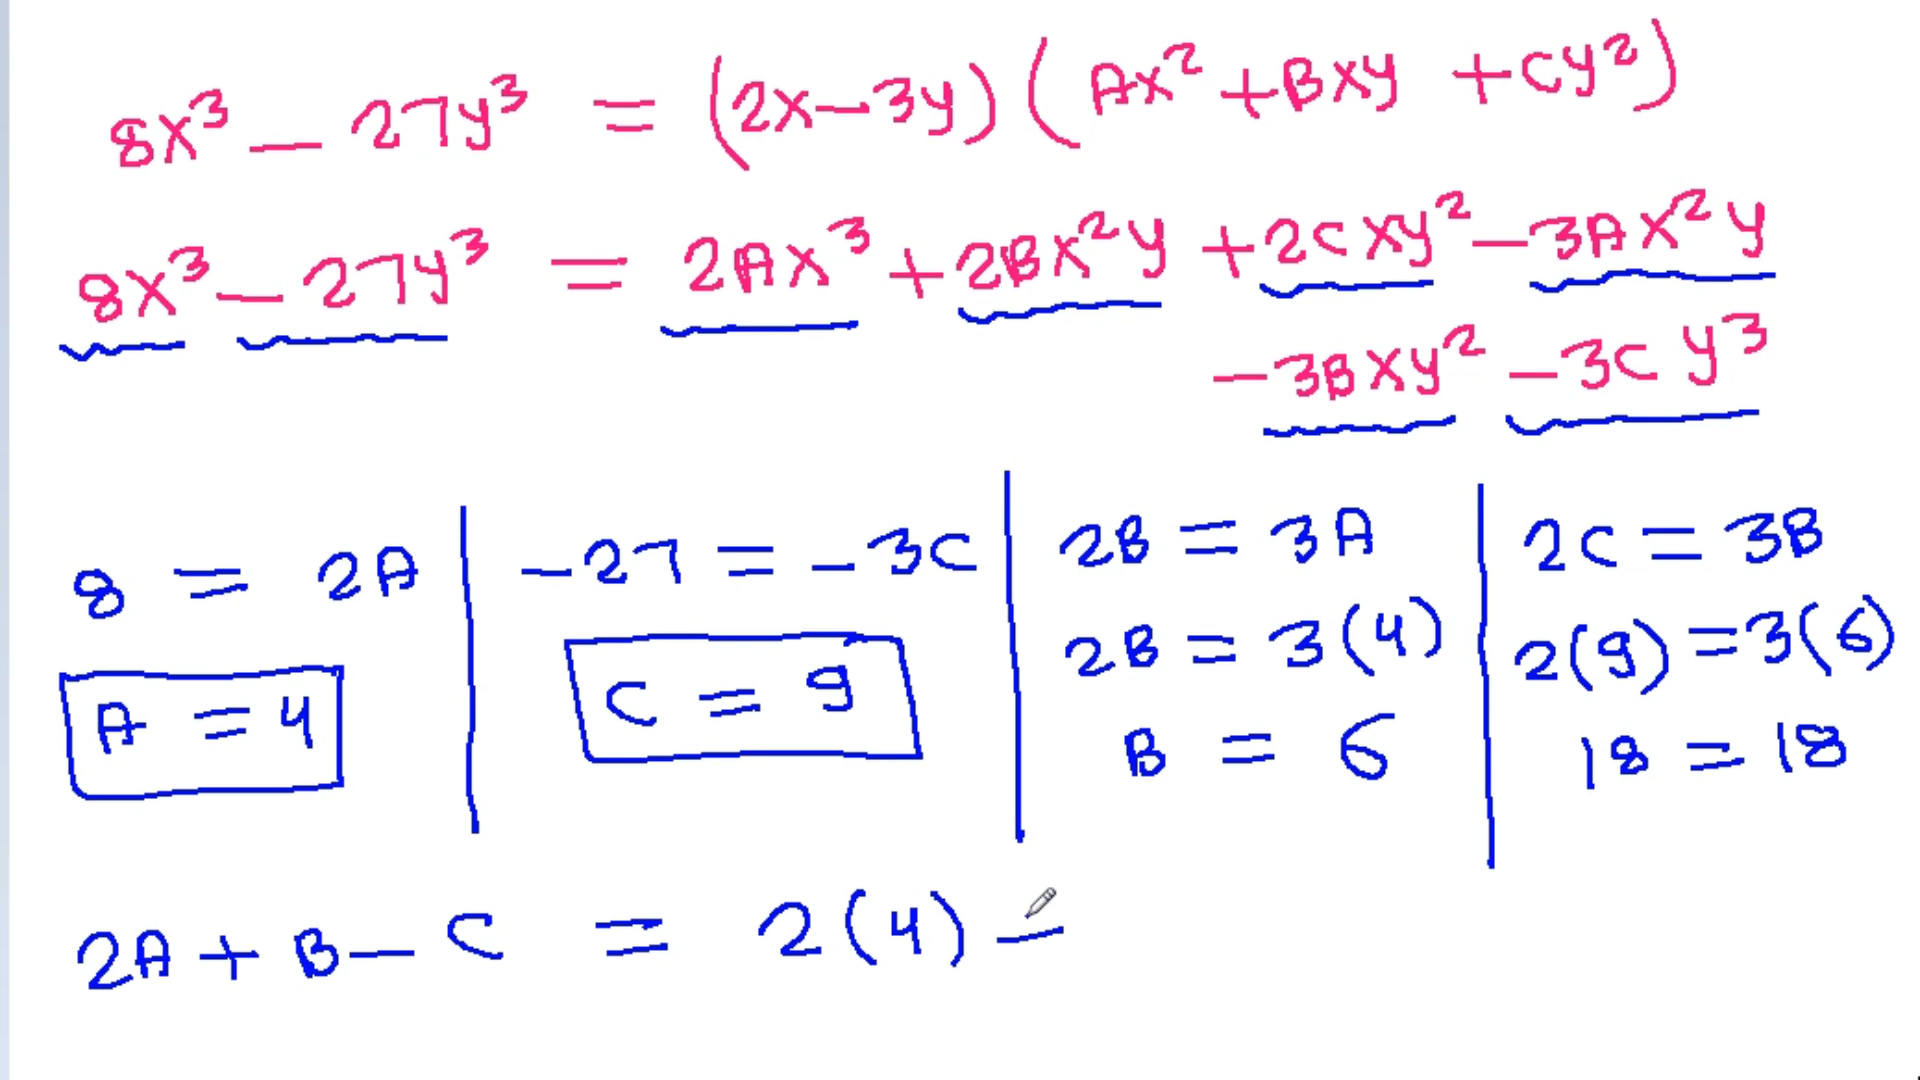 8x³ - 27y³ = (2x-3y)(Ax²+Bxy +Cy²)
8x³ - 27y³ = 2Ax³ +2Bx²y +2Cxy² -3Ax²y
-3Bxy² -3Cy³
8 = 2A
A = 4
-27 = -3C
C = 9
2B = 3A
2B = 3(4)
B = 6
2C = 3B
2(9) = 3(6)
18 = 18
2A + B - C = 2(4) -